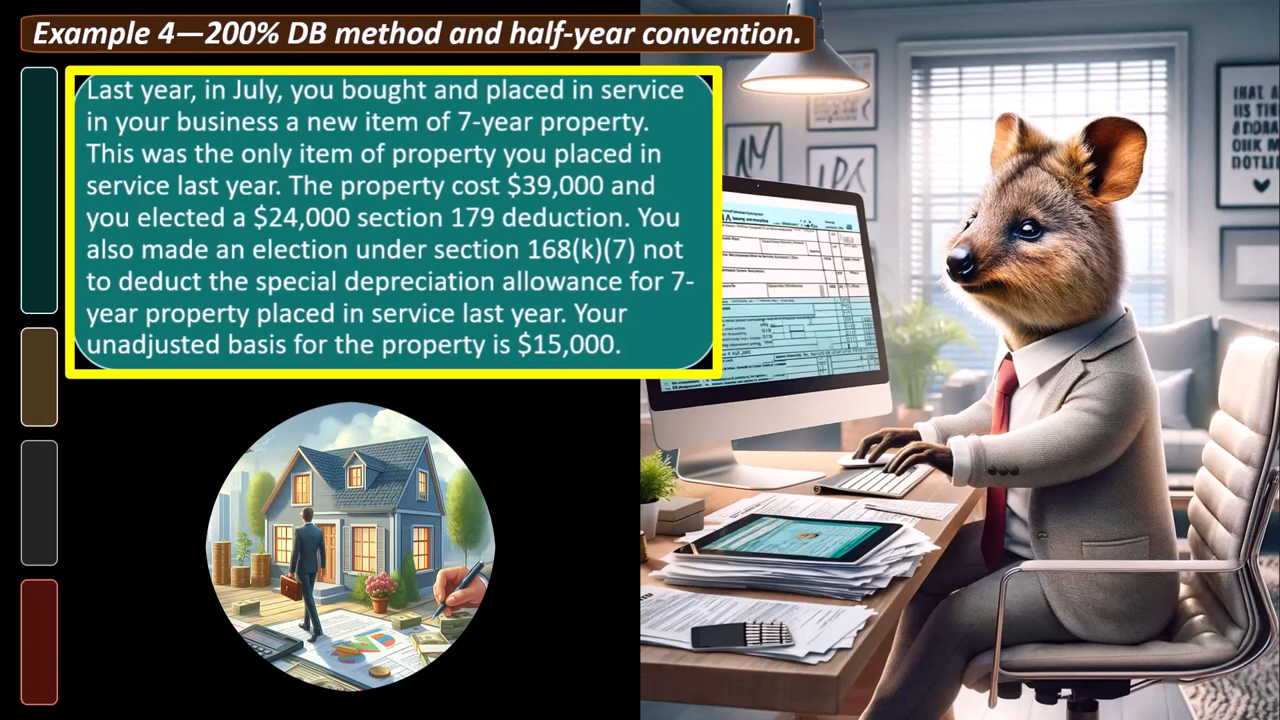 Example 4—200% DB method and half-year convention.
Last year, in July, you bought and placed in service
in your business a new item of 7-year property.
This was the only item of property you placed in
service last year. The property cost $39,000 and
you elected a $24,000 section 179 deduction. You
also made an election under section 168(k)(7) not
to deduct the special depreciation allowance for 7-
year property placed in service last year. Your
unadjusted basis for the property is $15,000.